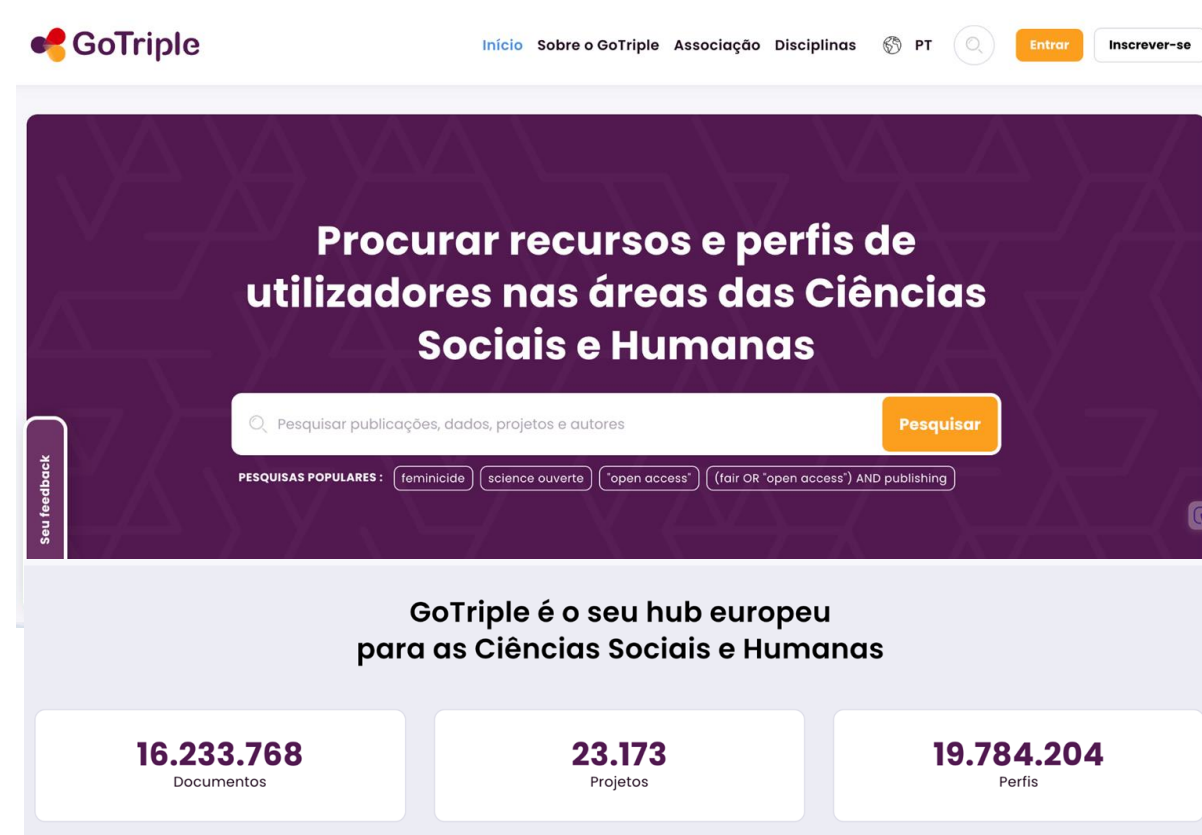 GoTriple
Início Sobre o GoTriple Associação Disciplinas PT Entrar Inscrever-se
Procurar recursos e perfis de
utilizadores nas áreas das Ciências
Sociais e Humanas
Pesquisar publicações, dados, projetos e autores Pesquisar
PESQUISAS POPULARES : feminicide science ouverte "open access" (fair OR "open access") AND publishing
Seu feedback
GoTriple é o seu hub europeu
para as Ciências Sociais e Humanas
16.233.768 23.173 19.784.204
Documentos Projetos Perfis